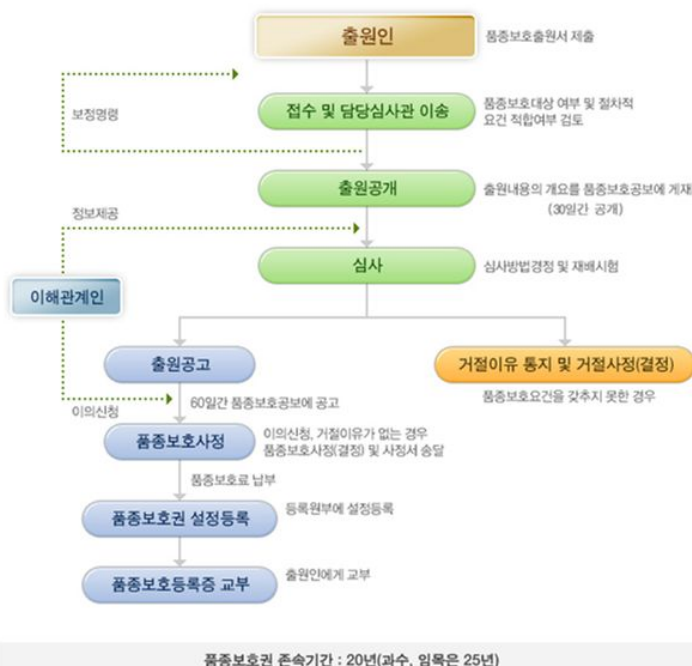 출원인
품종보호출원서 제출
보정명령
접수 및 담당심사관 이송
품종보호대상 여부 및 절차적
요건 적합여부 검토
출원공개
출원내용의 개요를 품종보호공보에 게재
(30일간 공개)
정보제공
심사
심사방법결정 및 재배시험
이해관계인
출원공고
거절이유 통지 및 거절사정(결정)
이의신청
60일간 품종보호공보에 공고
품종보호요건을 갖추지 못한 경우
품종보호사정
이의신청, 거절이유가 없는 경우
품종보호사정(결정) 및 사정서 송달
품종보호료 납부
품종보호권 설정등록
등록원부에 설정등록
품종보호등록증 교부
출원인에게 교부
품종보호권 존속기간 : 20년(과수, 임목은 25년)